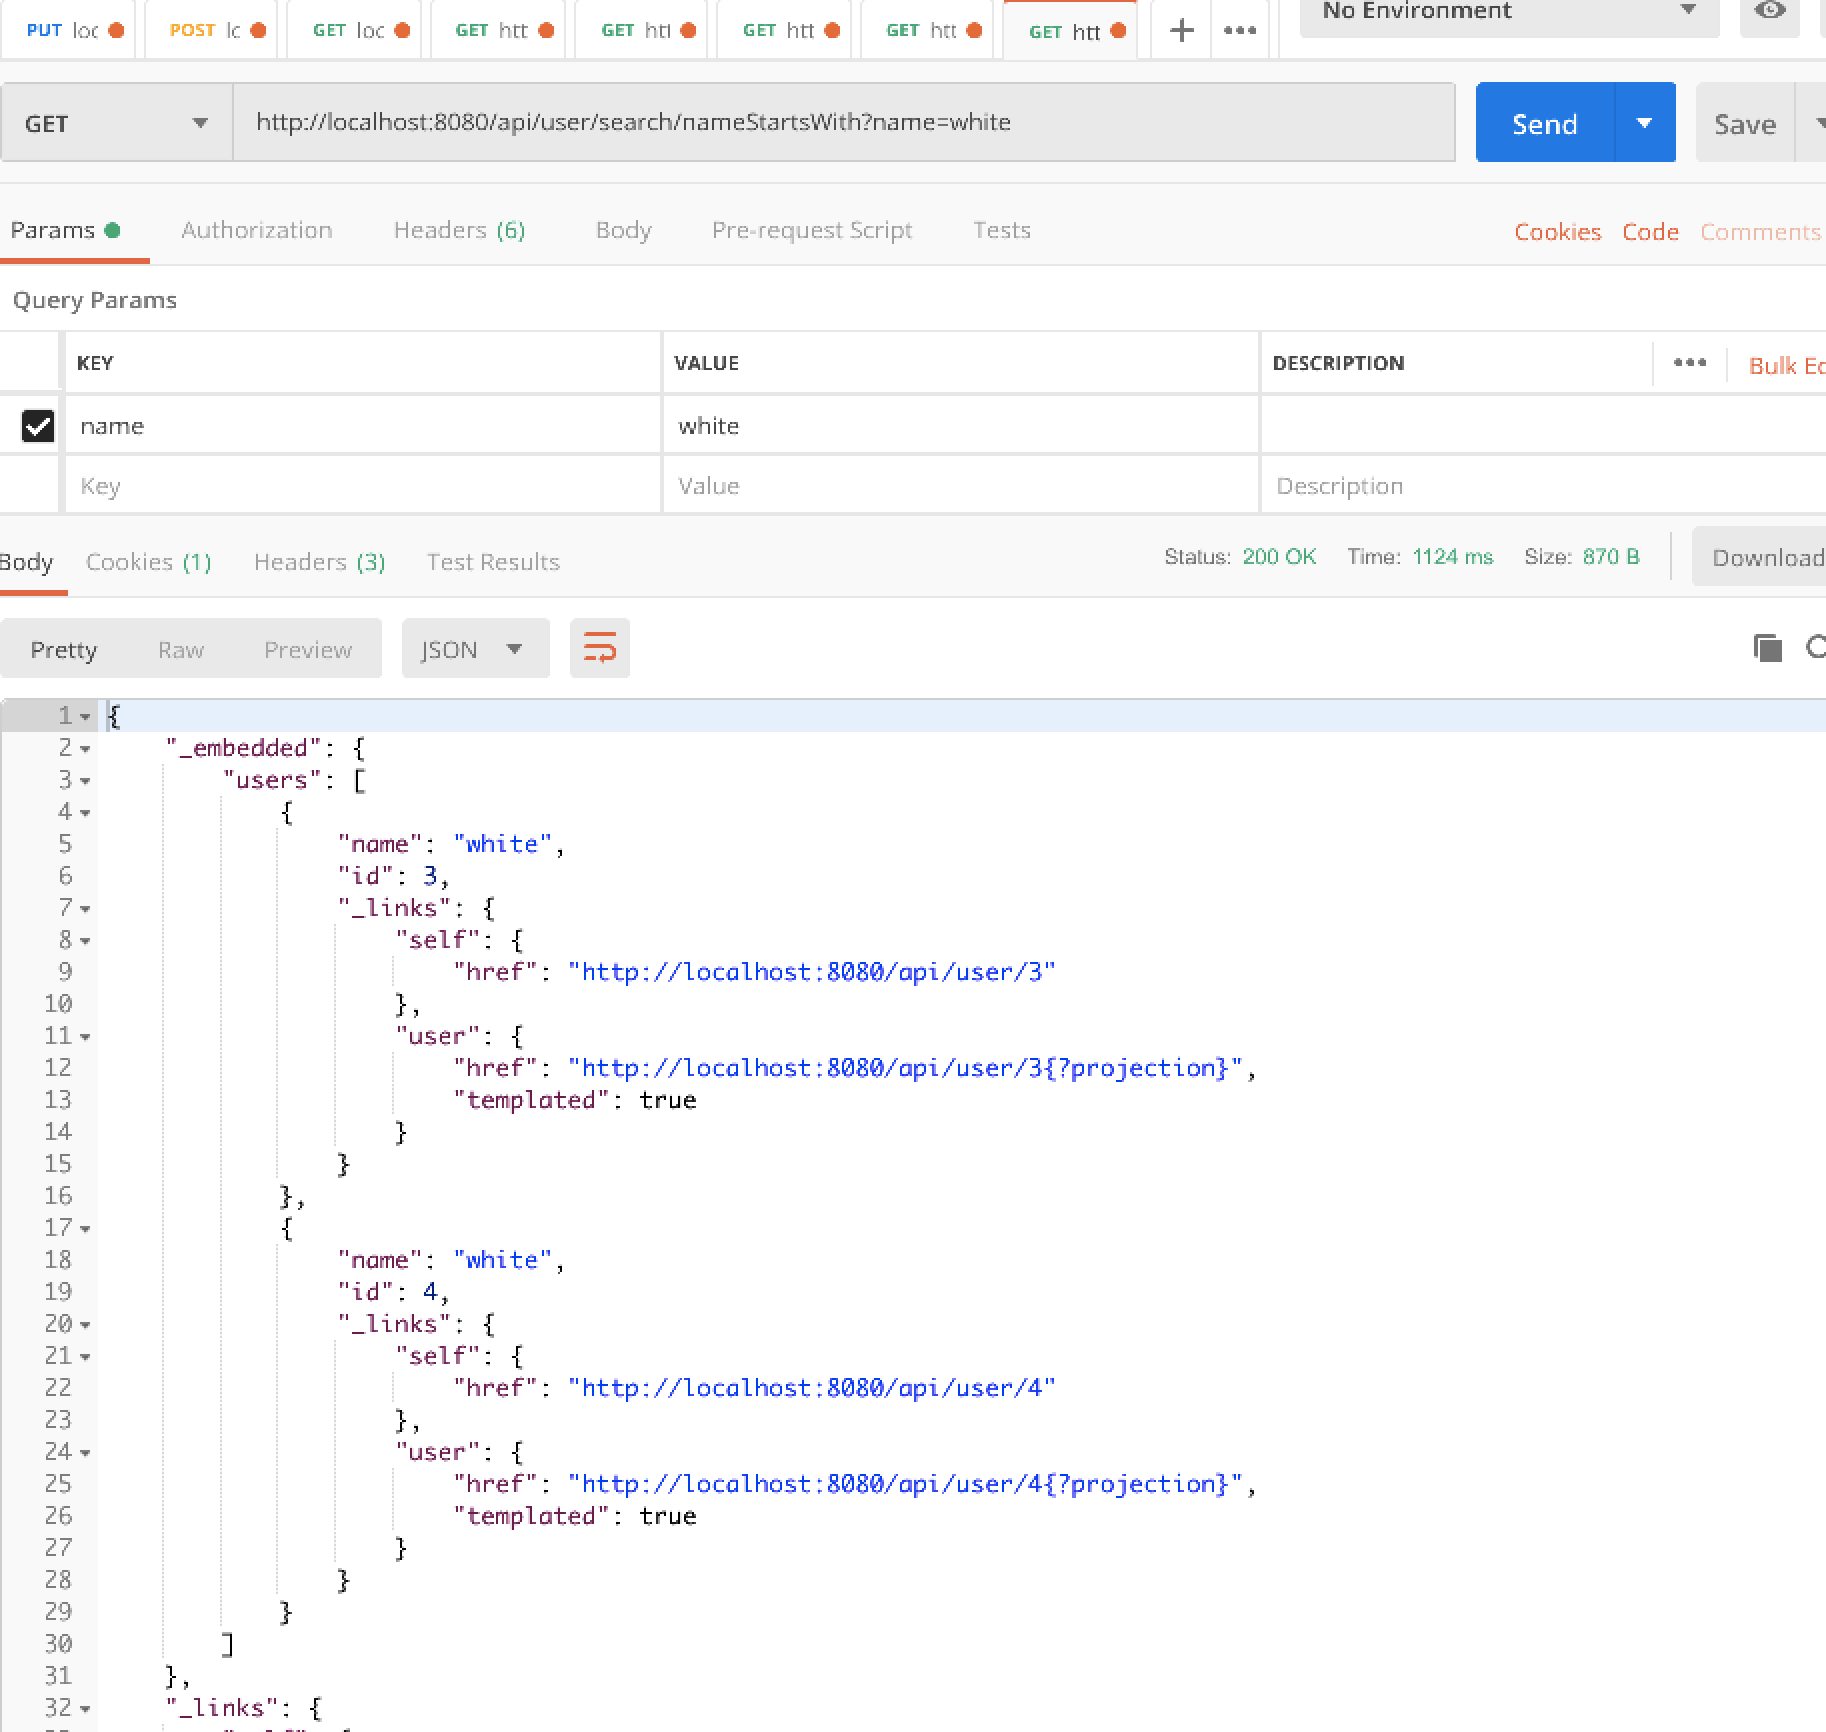 PUT loc POST lc GET loc GET htt GET htt GET htt GET htt GET htt No Environment
GET http://localhost:8080/api/user/search/nameStartsWith?name=white Send Save
Params Authorization Headers (6) Body Pre-request Script Tests Cookies Code Comments
Query Params
KEY VALUE DESCRIPTION Bulk
name white
Key Value Description
Body Cookies (1) Headers (3) Test Results Status: 200 OK Time: 1124 ms Size: 870 B Download
Pretty Raw Preview JSON
1 {
2 "_embedded": {
3 "users": [
4 {
5 "name": "white",
6 "id": 3,
7 "_links": {
8 "self": {
9 "href": "http://localhost:8080/api/user/3"
10 },
11 "user": {
12 "href": "http://localhost:8080/api/user/3{?projection}",
13 "templated": true
14 }
15 }
16 },
17 {
18 "name": "white",
19 "id": 4,
20 "_links": {
21 "self": {
22 "href": "http://localhost:8080/api/user/4"
23 },
24 "user": {
25 "href": "http://localhost:8080/api/user/4{?projection}",
26 "templated": true
27 }
28 }
29 }
30 ]
31 },
32 "_links": {